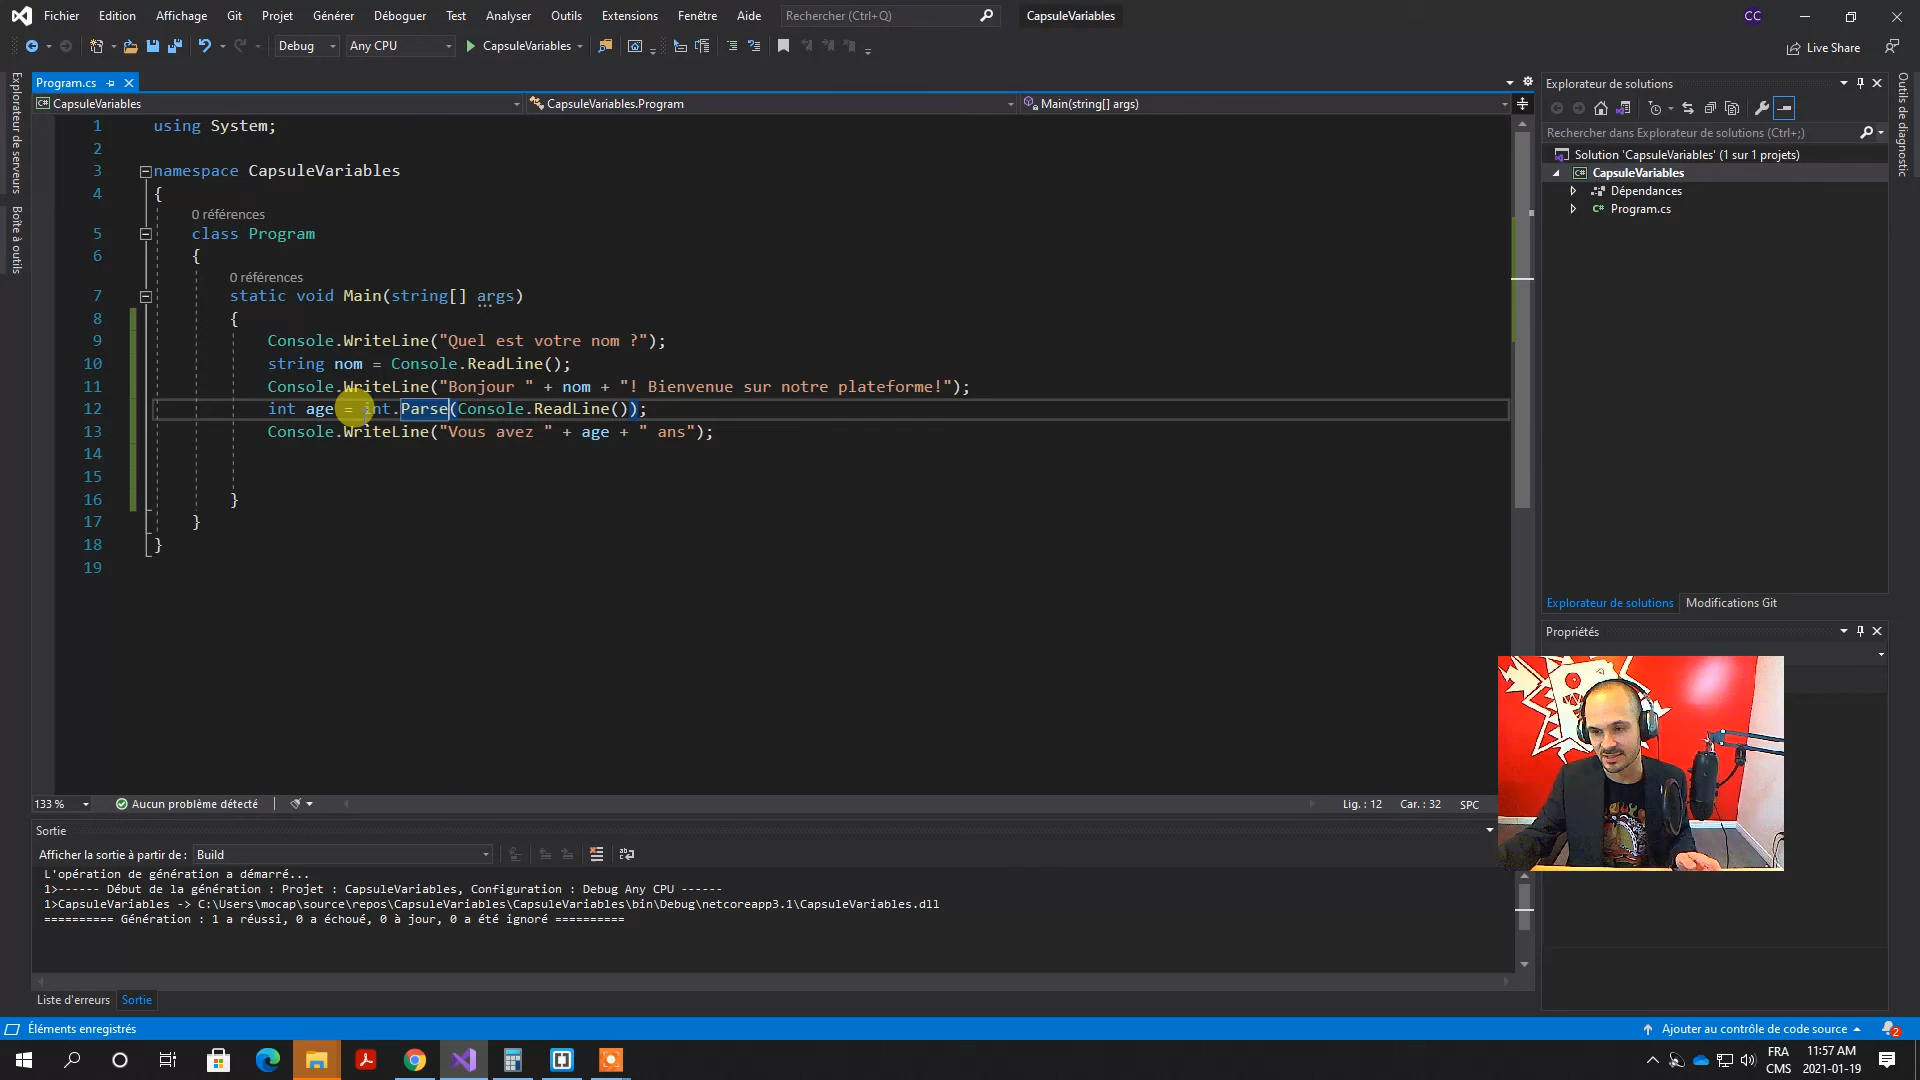 Fichier Edition Affichage Git Projet Générer Déboguer Test Analyser Outils Extensions Fenêtre Aide Rechercher (Ctrl+Q) CapsuleVariables CC
Debug Any CPU CapsuleVariables Live Share
Program.cs
CapsuleVariables CapsuleVariables.Program Main(string[] args)
Explorateur de serveurs
Boîte à outils
1 using System;
2
3 namespace CapsuleVariables
4 {
0 références
5 class Program
6 {
0 références
7 static void Main(string[] args)
8 {
9 Console.WriteLine("Quel est votre nom ?");
10 string nom = Console.ReadLine();
11 Console.WriteLine("Bonjour " + nom + "! Bienvenue sur notre plateforme!");
12 int age = int.Parse(Console.ReadLine());
13 Console.WriteLine("Vous avez " + age + " ans");
14
15
16 }
17 }
18 }
19
133 % Aucun problème détecté Lig. : 12 Car. : 32 SPC
Explorateur de solutions
Rechercher dans Explorateur de solutions (Ctrl+;)
Solution 'CapsuleVariables' (1 sur 1 projets)
CapsuleVariables
Dépendances
C# Program.cs
Explorateur de solutions Modifications Git
Propriétés
Outils de diagnostic
Sortie
Afficher la sortie à partir de : Build
L'opération de génération a démarré...
1>------ Début de la génération : Projet : CapsuleVariables, Configuration : Debug Any CPU ------
1>CapsuleVariables -> C:\Users\mocap\source\repos\CapsuleVariables\CapsuleVariables\bin\Debug\netcoreapp3.1\CapsuleVariables.dll
========== Génération : 1 a réussi, 0 a échoué, 0 à jour, 0 a été ignoré ==========
Liste d'erreurs Sortie
Éléments enregistrés Ajouter au contrôle de code source 2
FRA
CMS
11:57 AM
2021-01-19